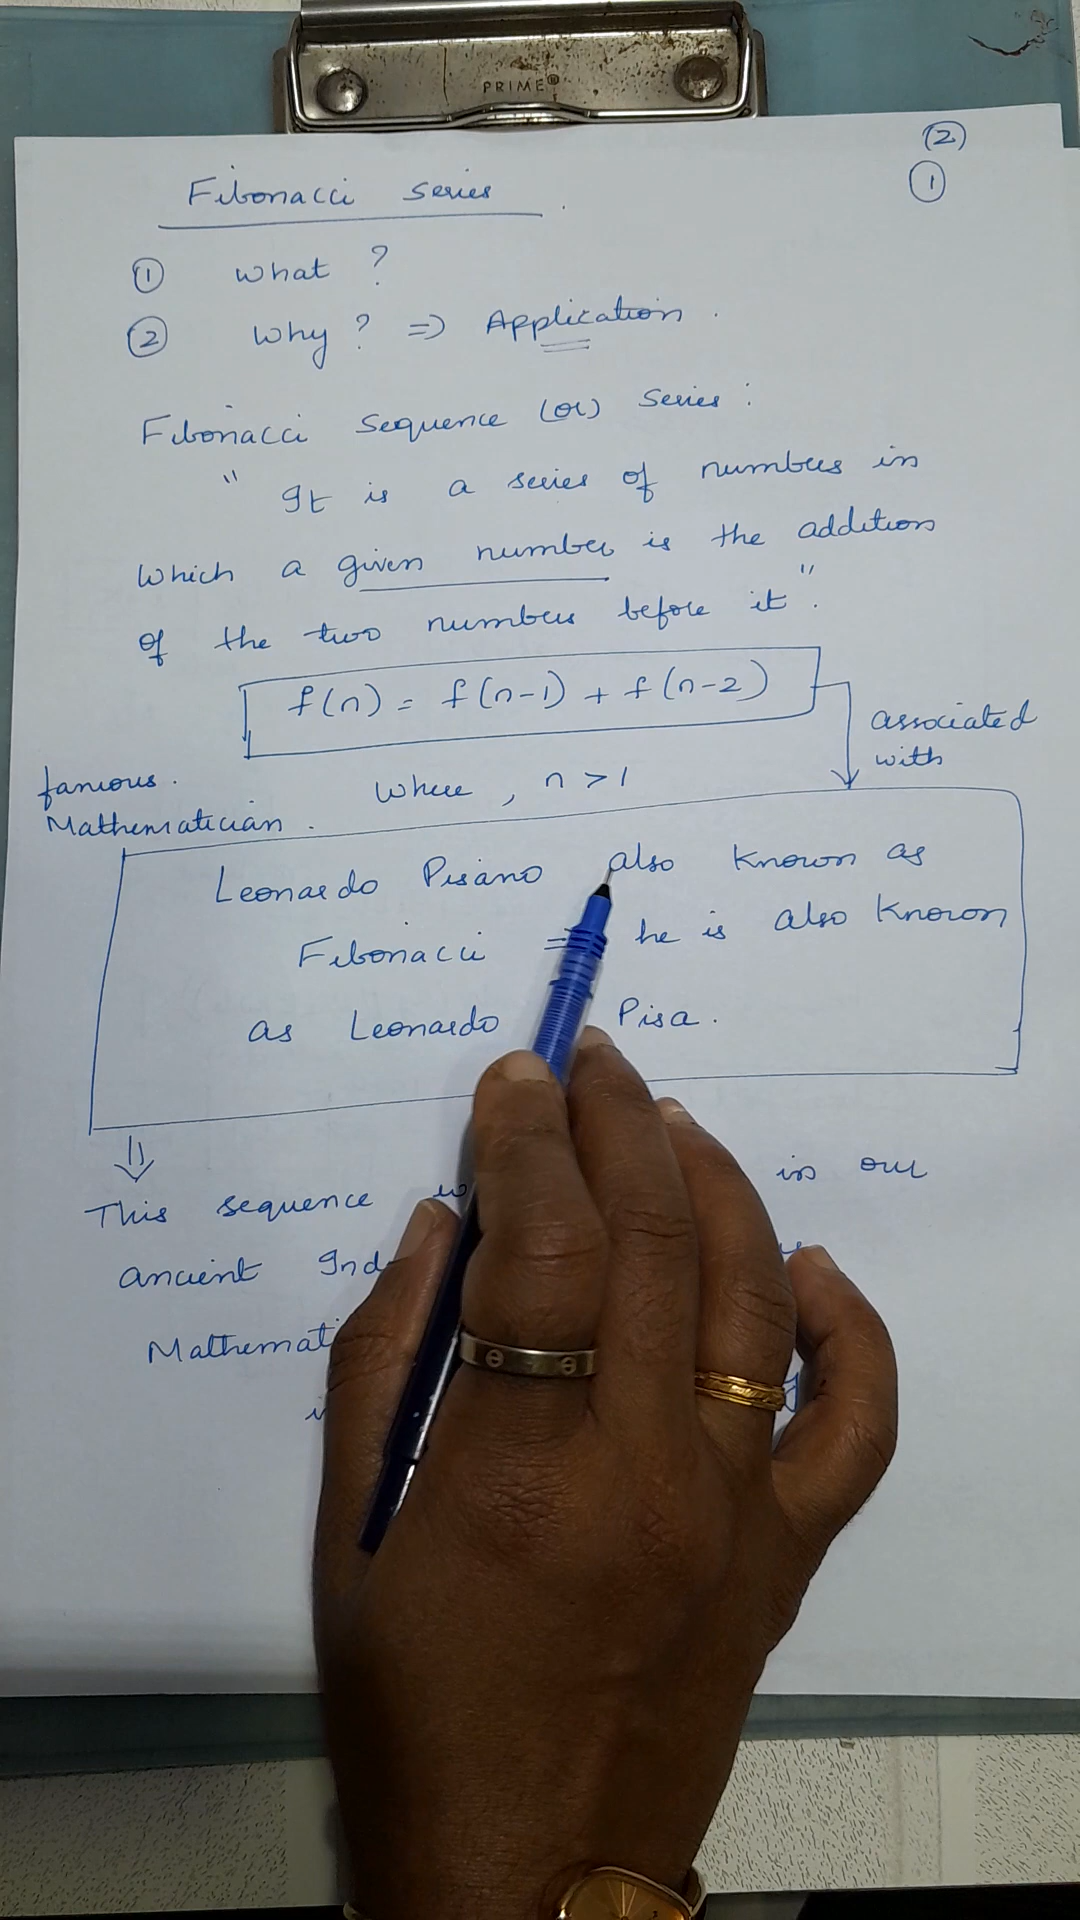 PRIME®
(2)
①
Fibonacci series
① what ?
② Why ? => Application .
Fibonacci Sequence (or) Series :
" It is a series of numbers in
Which a given number is the addition
of the two numbers before it " .
f(n) = f(n-1) + f(n-2)
associated
with
Where , n > 1
famous .
Mathematician .
Leonardo Pisano also known as
Fibonacci = he is also known
as Leonardo Pisa .
This sequence in our
ancient